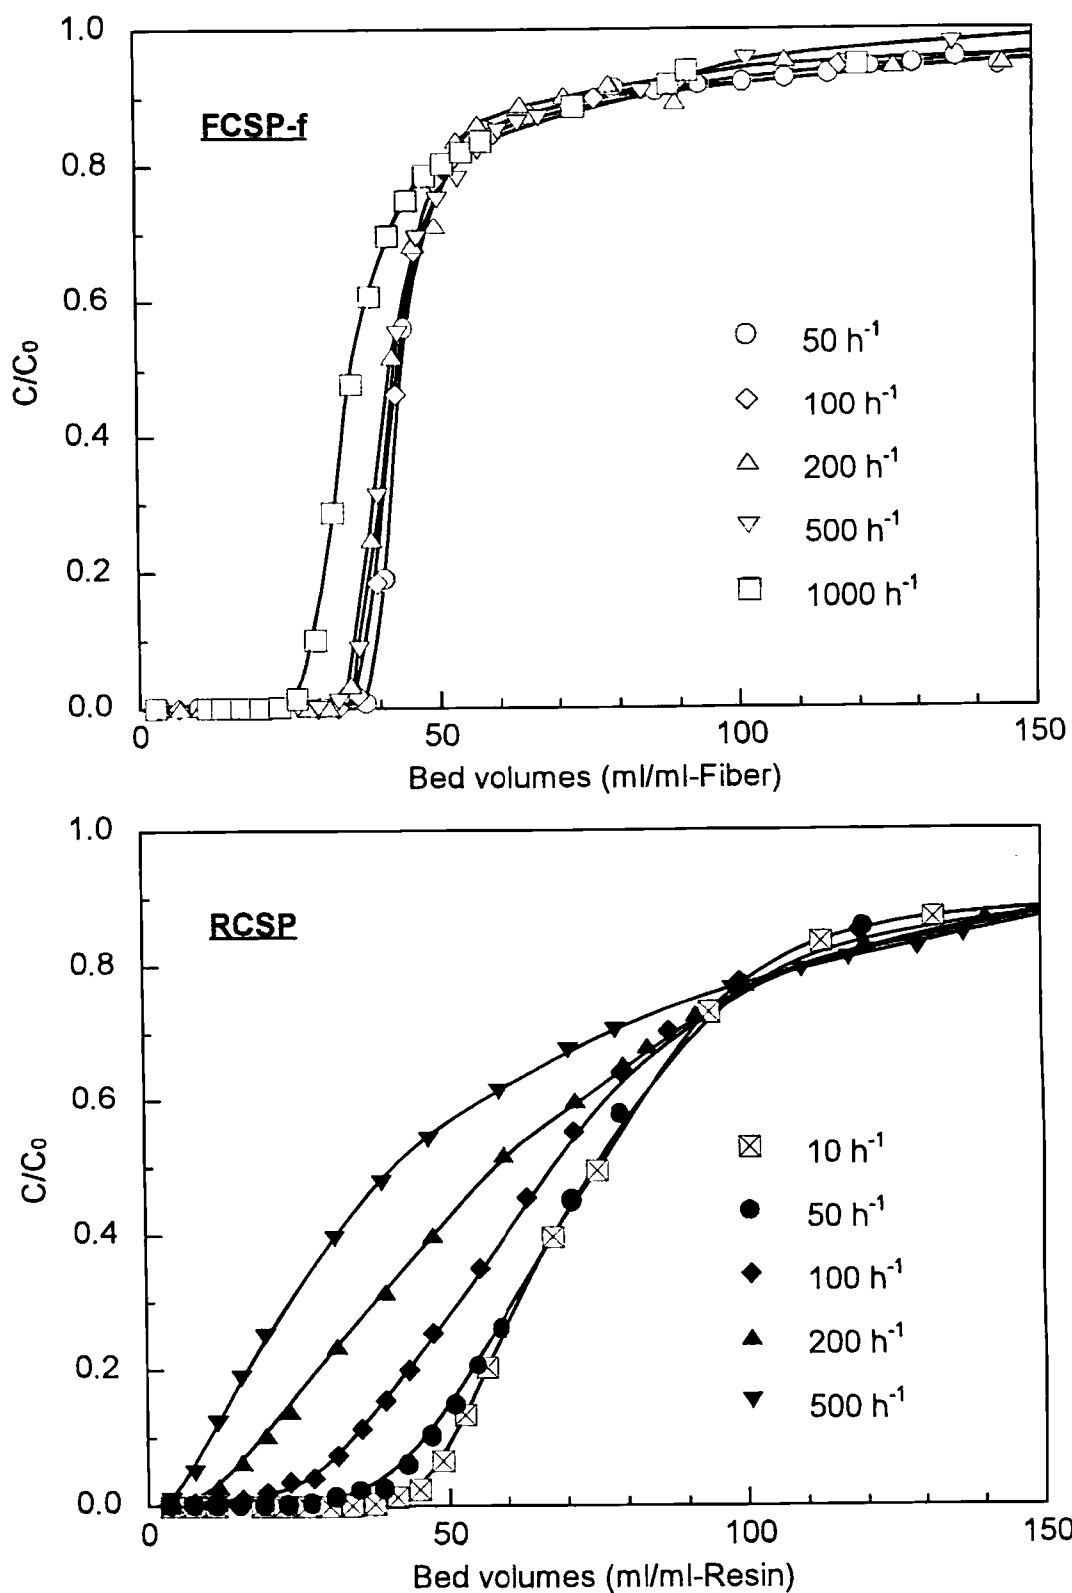 1.0
FCSP-f
0.8
0.6
C/C₀
0.4
0.2
0.0
50 h⁻¹
100 h⁻¹
200 h⁻¹
500 h⁻¹
1000 h⁻¹
0 50 100 150
Bed volumes (ml/ml-Fiber)
1.0
RCSP
0.8
0.6
C/C₀
0.4
0.2
0.0
10 h⁻¹
50 h⁻¹
100 h⁻¹
200 h⁻¹
500 h⁻¹
0 50 100 150
Bed volumes (ml/ml-Resin)